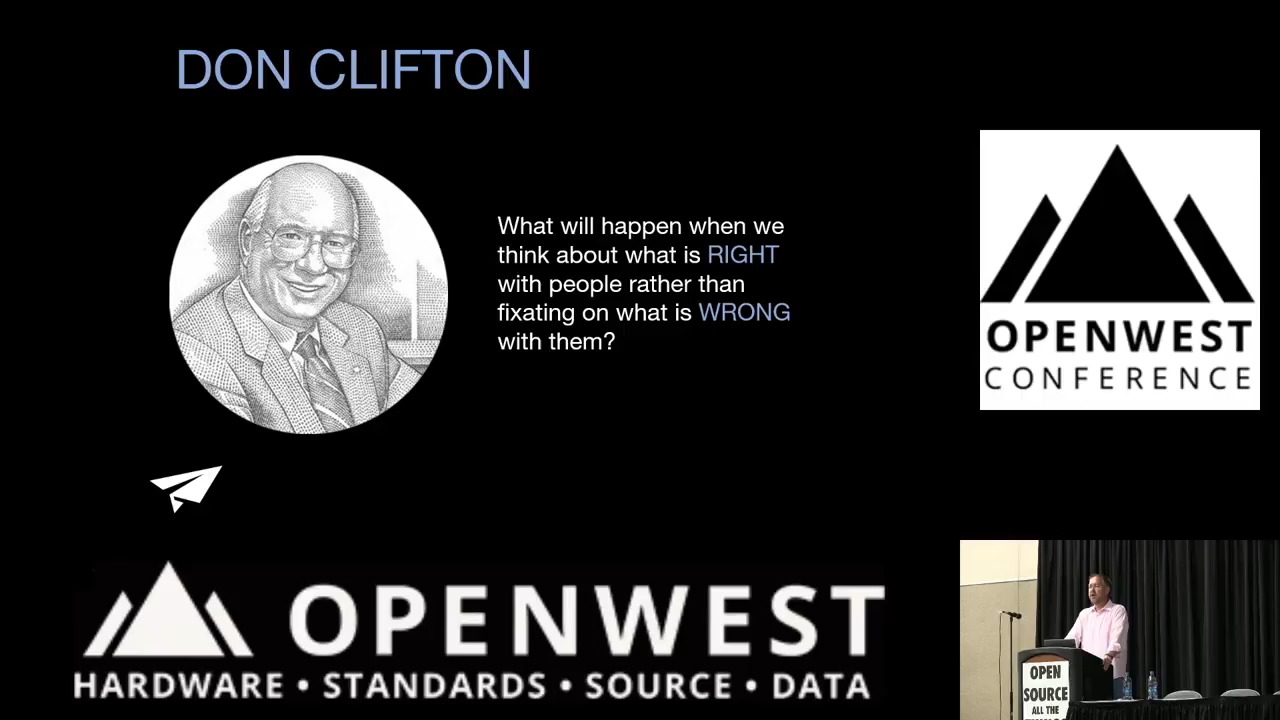 DON CLIFTON
What will happen when we
think about what is RIGHT
with people rather than
fixating on what is WRONG
with them?
OPENWEST
CONFERENCE
OPENWEST
HARDWARE • STANDARDS • SOURCE • DATA
OPEN
SOURCE
ALL THE